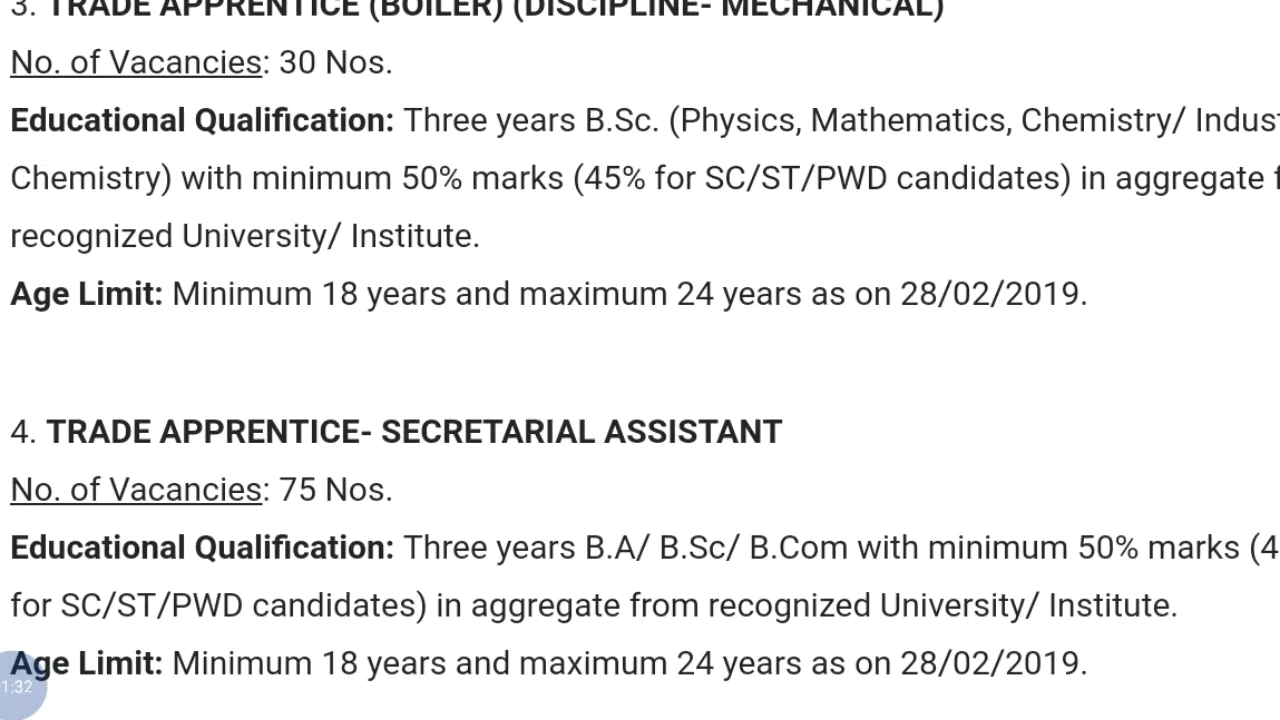 3. TRADE APPRENTICE (BOILER) (DISCIPLINE- MECHANICAL)
No. of Vacancies: 30 Nos.
Educational Qualification: Three years B.Sc. (Physics, Mathematics, Chemistry/
Chemistry) with minimum 50% marks (45% for SC/ST/PWD candidates) in aggregate
recognized University/ Institute.
Age Limit: Minimum 18 years and maximum 24 years as on 28/02/2019.
4. TRADE APPRENTICE- SECRETARIAL ASSISTANT
No. of Vacancies: 75 Nos.
Educational Qualification: Three years B.A/ B.Sc/ B.Com with minimum 50% marks
for SC/ST/PWD candidates) in aggregate from recognized University/ Institute.
Age Limit: Minimum 18 years and maximum 24 years as on 28/02/2019.
1:32